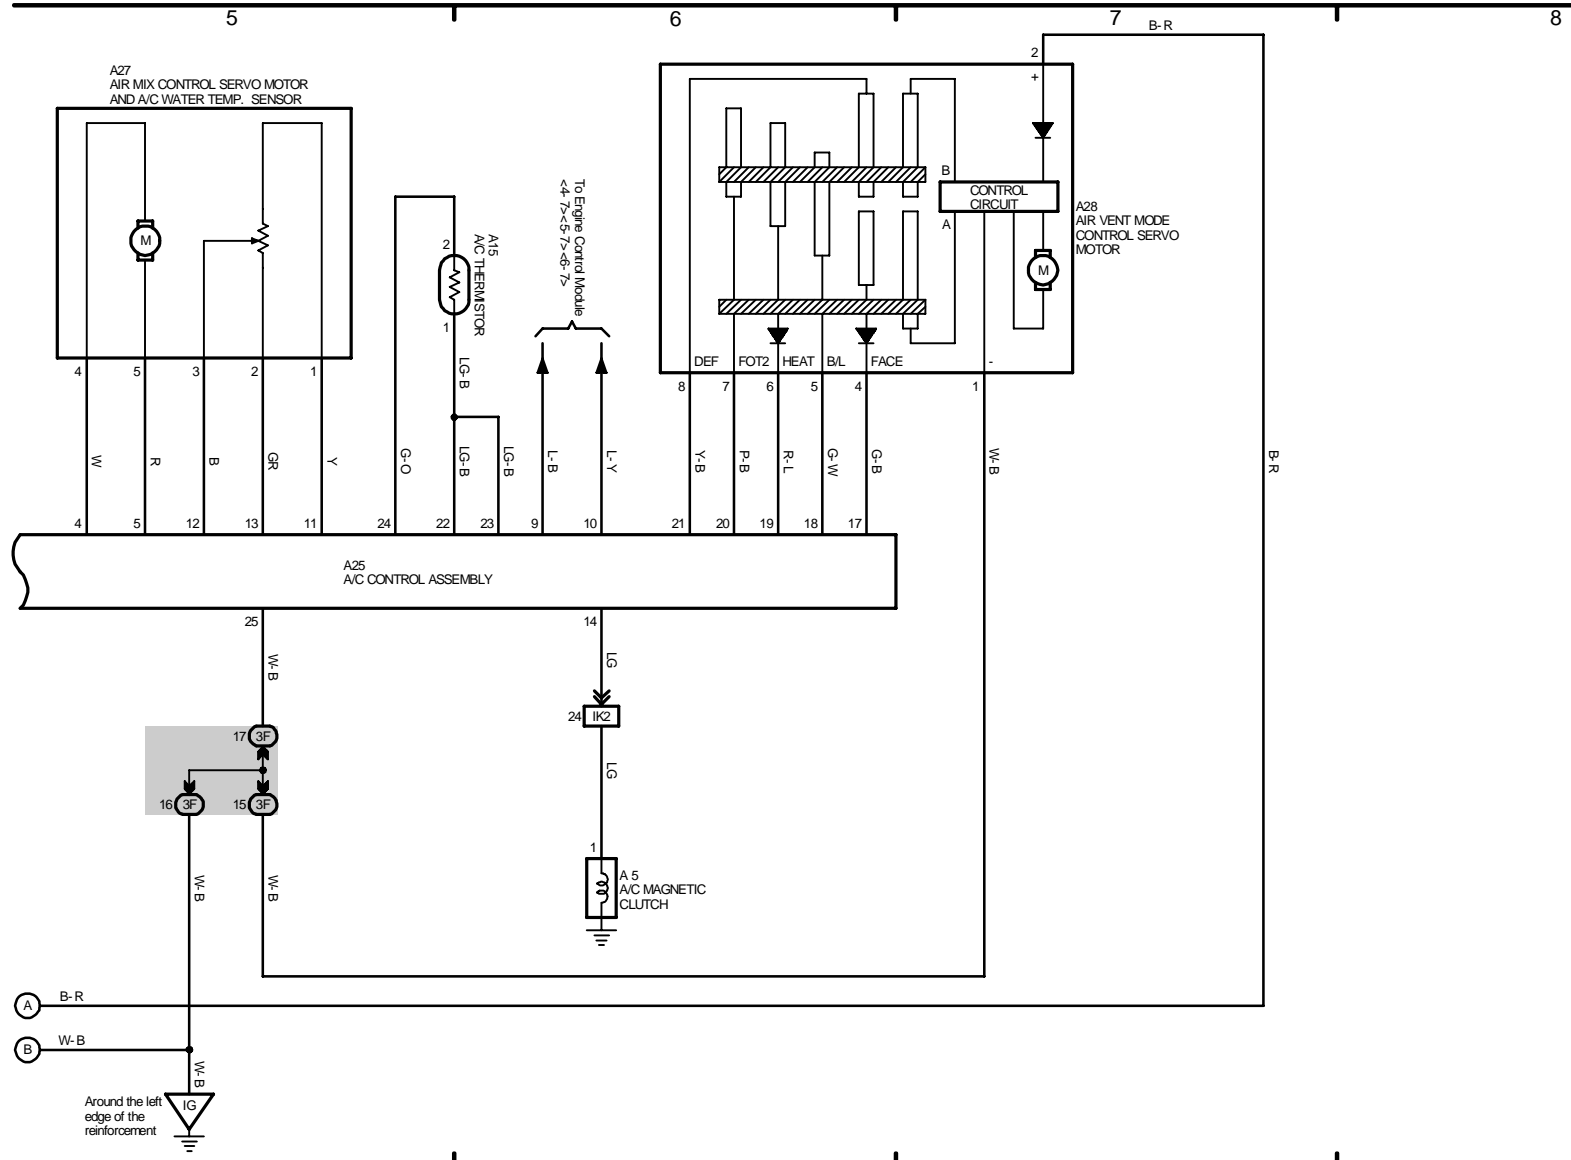 5 6 7 8
B-R
A27
AIR MIX CONTROL SERVO MOTOR
AND A/C WATER TEMP. SENSOR
2
+
To Engine Control Module
<4-7><5-7><6-7>
B
CONTROL
CIRCUIT
A
A28
AIR VENT MODE
CONTROL SERVO
MOTOR
M
M
2
A15
A/C THERMISTOR
1
DEF FOT2 HEAT B/L FACE -
4 5 3 2 1
8 7 6 5 4 1
LG-B
W R B GR Y G-O LG-B LG-B L-B L-Y Y-B P-B R-L G-W G-B W-B B-R
4 5 12 13 11 24 22 23 9 10 21 20 19 18 17
A25
A/C CONTROL ASSEMBLY
25 14
W-B LG
24 IK2
17 3F
LG
16 3F 15 3F
1
A 5
A/C MAGNETIC
CLUTCH
W-B W-B
A B-R
B W-B
W-B
Around the left
edge of the
reinforcement
IG